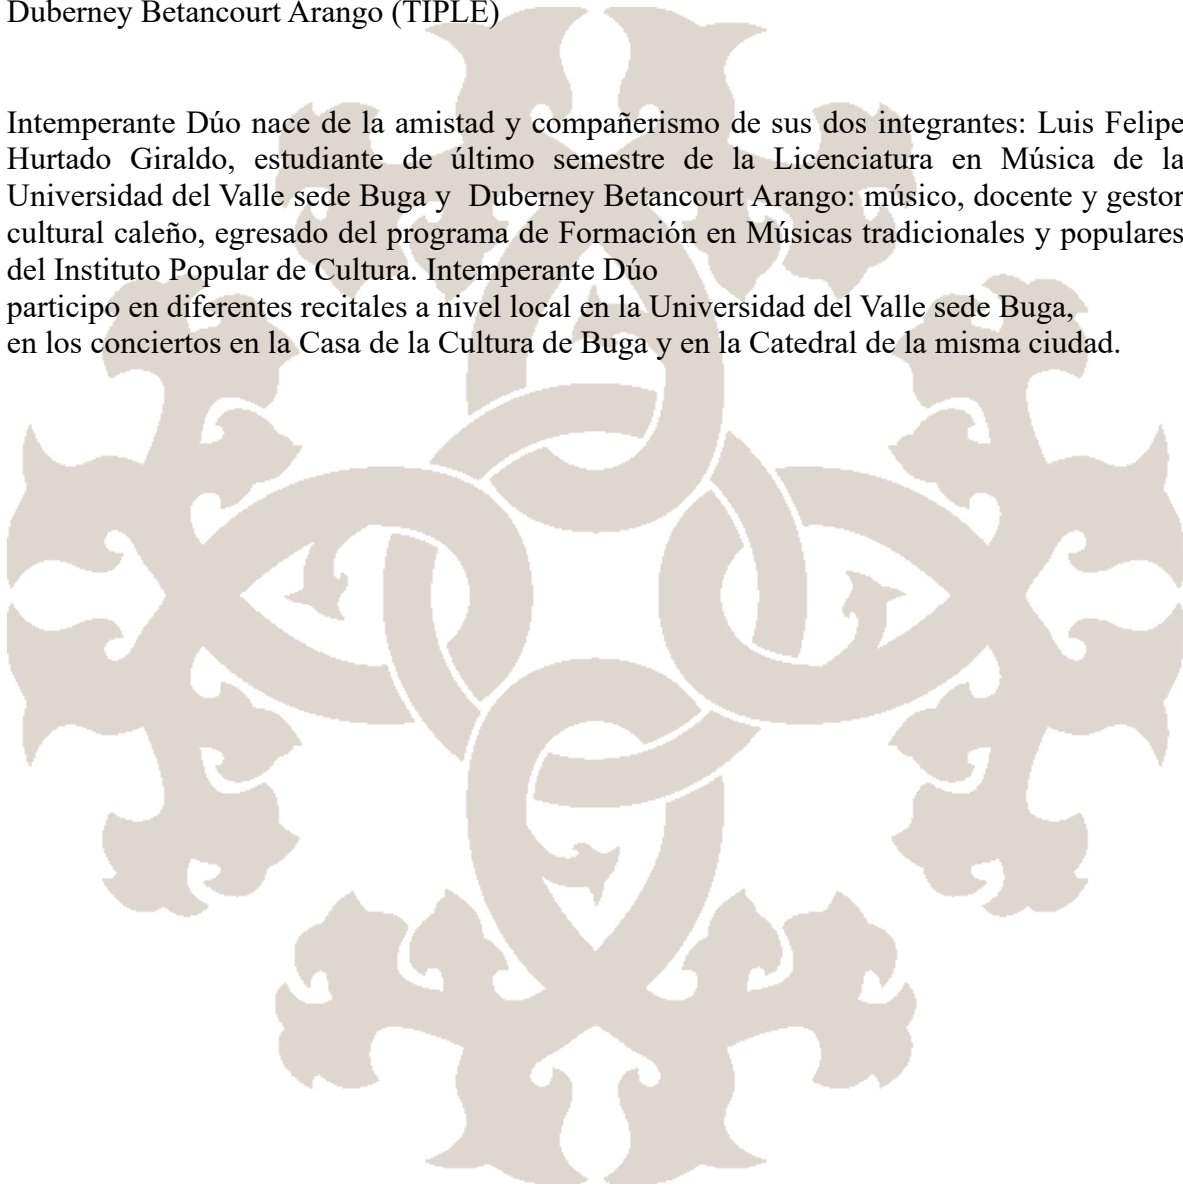 Duberney Betancourt Arango (TIPLE)
Intemperante Dúo nace de la amistad y compañerismo de sus dos integrantes: Luis Felipe
Hurtado Giraldo, estudiante de último semestre de la Licenciatura en Música de la
Universidad del Valle sede Buga y Duberney Betancourt Arango: músico, docente y gestor
cultural caleño, egresado del programa de Formación en Músicas tradicionales y populares
del Instituto Popular de Cultura. Intemperante Dúo
participo en diferentes recitales a nivel local en la Universidad del Valle sede Buga,
en los conciertos en la Casa de la Cultura de Buga y en la Catedral de la misma ciudad.